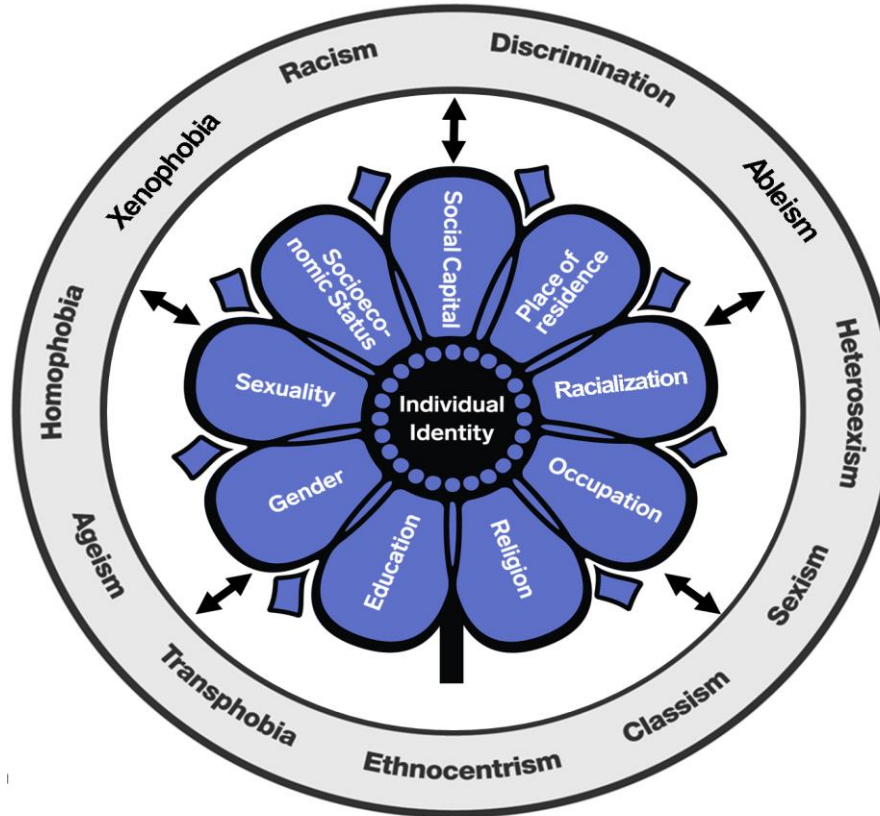 Racism
Discrimination
Ableism
Heterosexism
Sexism
Classism
Ethnocentrism
Transphobia
Ageism
Homophobia
Xenophobia
Social Capital
Place of
residence
Racialization
Occupation
Religion
Education
Gender
Sexuality
Socioeco-
nomic Status
Individual
Identity